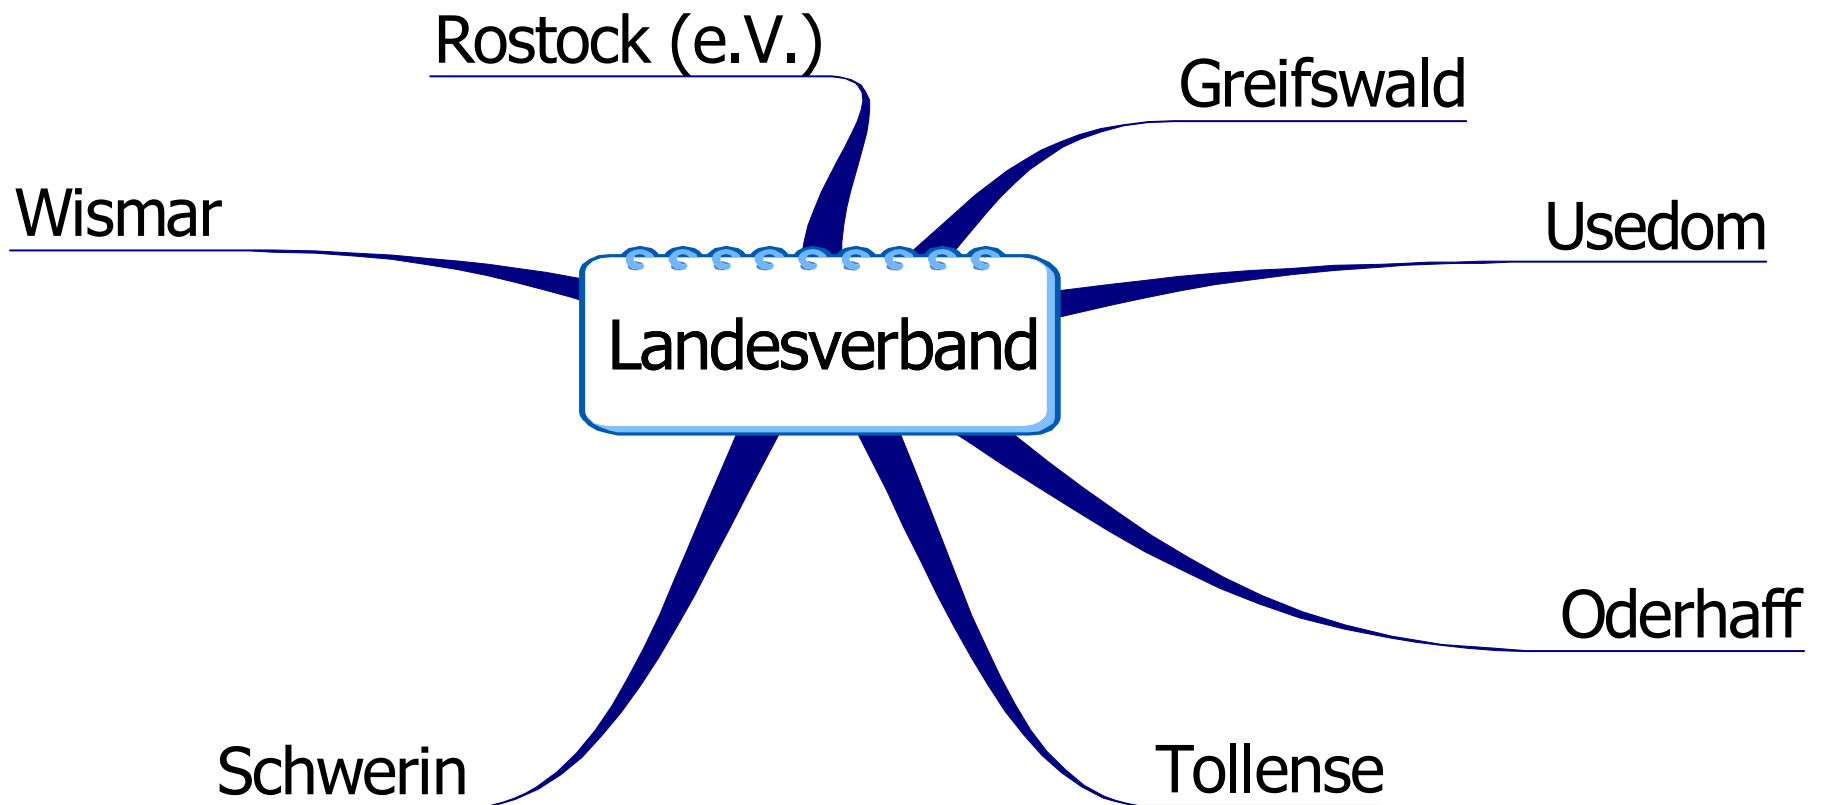 Rostock (e.V.)
Greifswald
Wismar
Usedom
Landesverband
Oderhaff
Schwerin
Tollense